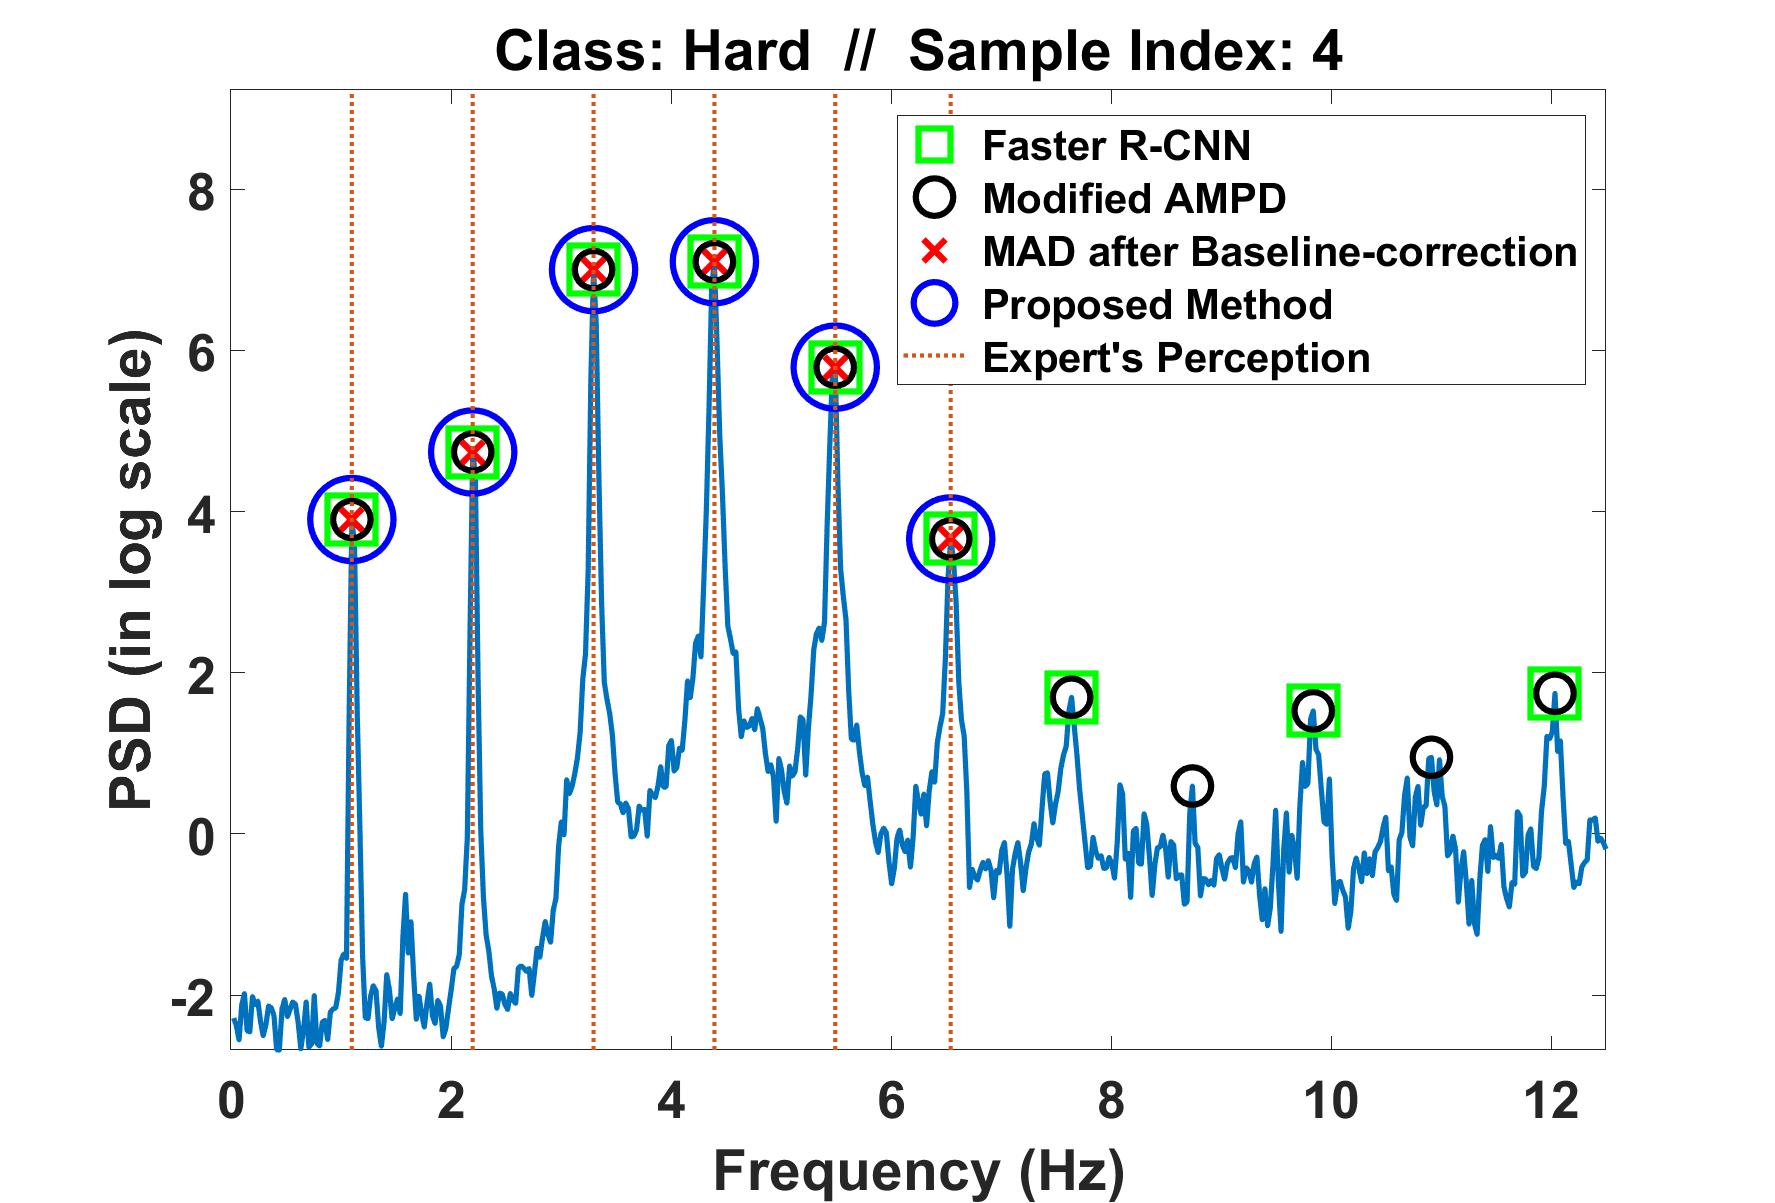 Class: Hard // Sample Index: 4
Faster R-CNN
Modified AMPD
MAD after Baseline-correction
Proposed Method
Expert's Perception
PSD (in log scale)
8
6
4
2
0
-2
0 2 4 6 8 10 12
Frequency (Hz)